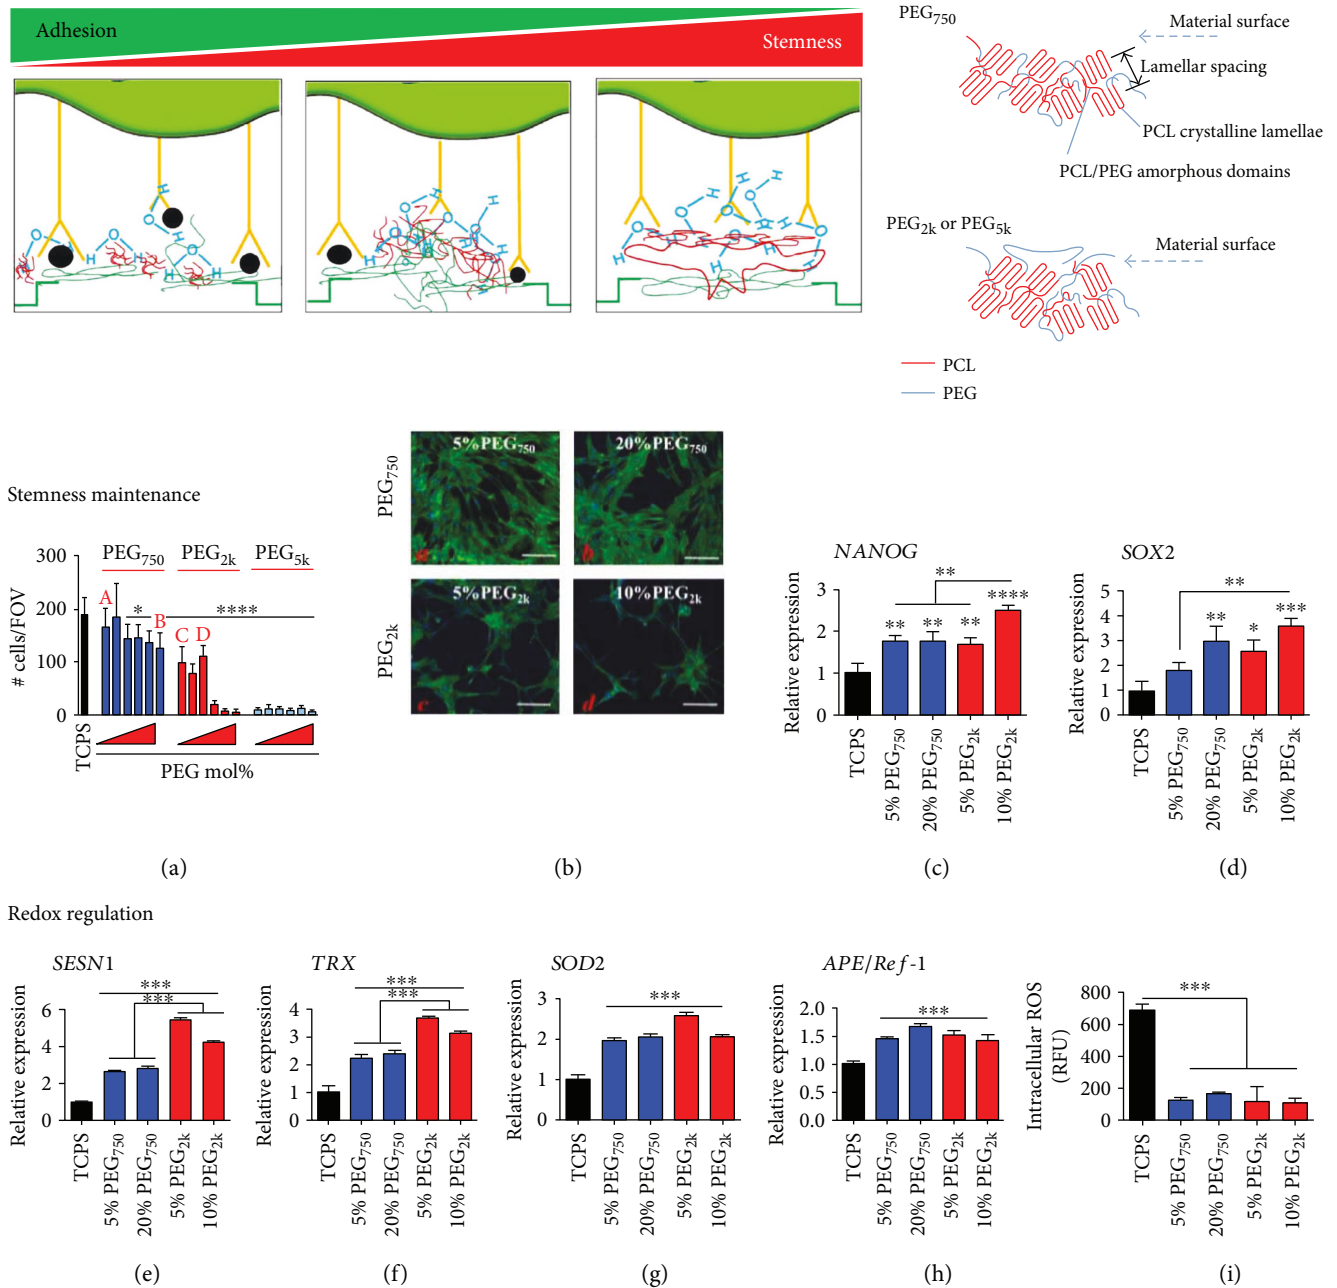 Adhesion
Stemness
H
O
H
H
O
H
O
H
H
O
H
PEG750
Material surface
Lamellar spacing
PCL crystalline lamellae
PCL/PEG amorphous domains
PEG2k or PEG5k
Material surface
PCL
PEG
Stemness maintenance
# cells/FOV
300
200
100
0
PEG750
PEG2k
PEG5k
A
*
B
****
C D
TCPS
PEG mol%
(a)
PEG750
5%PEG750
20%PEG750
a
b
PEG2k
5%PEG2k
10%PEG2k
c
d
(b)
NANOG
Relative expression
3
2
1
0
**
****
** ** **
TCPS
5% PEG750
20% PEG750
5% PEG2k
10% PEG2k
(c)
SOX2
Relative expression
5
4
3
2
1
0
**
** * ***
TCPS
5% PEG750
20% PEG750
5% PEG2k
10% PEG2k
(d)
Redox regulation
SESN1
Relative expression
6
4
2
0
***
***
TCPS
5% PEG750
20% PEG750
5% PEG2k
10% PEG2k
(e)
TRX
Relative expression
4
3
2
1
0
***
***
TCPS
5% PEG750
20% PEG750
5% PEG2k
10% PEG2k
(f)
SOD2
Relative expression
3
2
1
0
***
TCPS
5% PEG750
20% PEG750
5% PEG2k
10% PEG2k
(g)
APE/Ref-1
Relative expression
2.0
1.5
1.0
0.5
0.0
***
TCPS
5% PEG750
20% PEG750
5% PEG2k
10% PEG2k
(h)
Intracellular ROS
(RFU)
800
600
400
200
0
***
TCPS
5% PEG750
20% PEG750
5% PEG2k
10% PEG2k
(i)